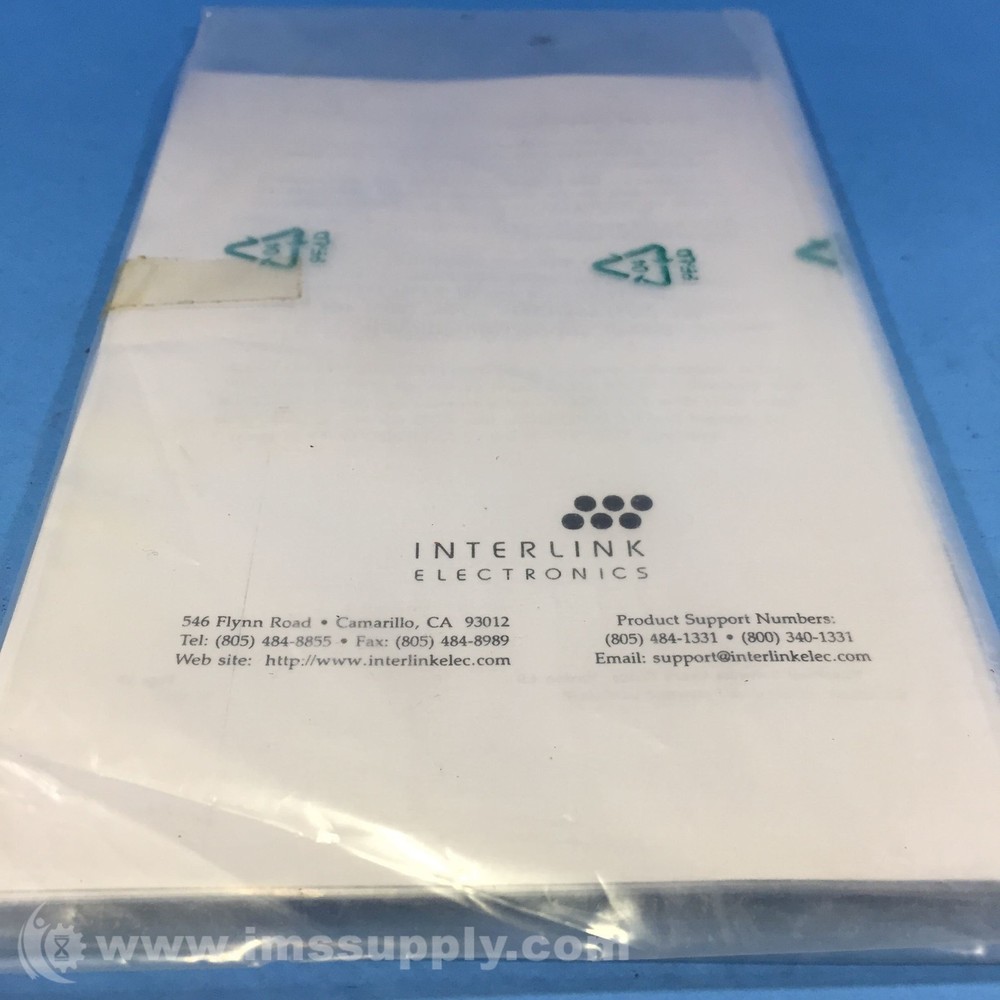 04
04
INTERLINK
ELECTRONICS
546 Flynn Road • Camarillo, CA 93012
Tel: (805) 484-8855 • Fax: (805) 484-8989
Web site: http://www.interlinkelec.com
Product Support Numbers:
(805) 484-1331 • (800) 340-1331
Email: support@interlinkelec.com
www.imssupply.com